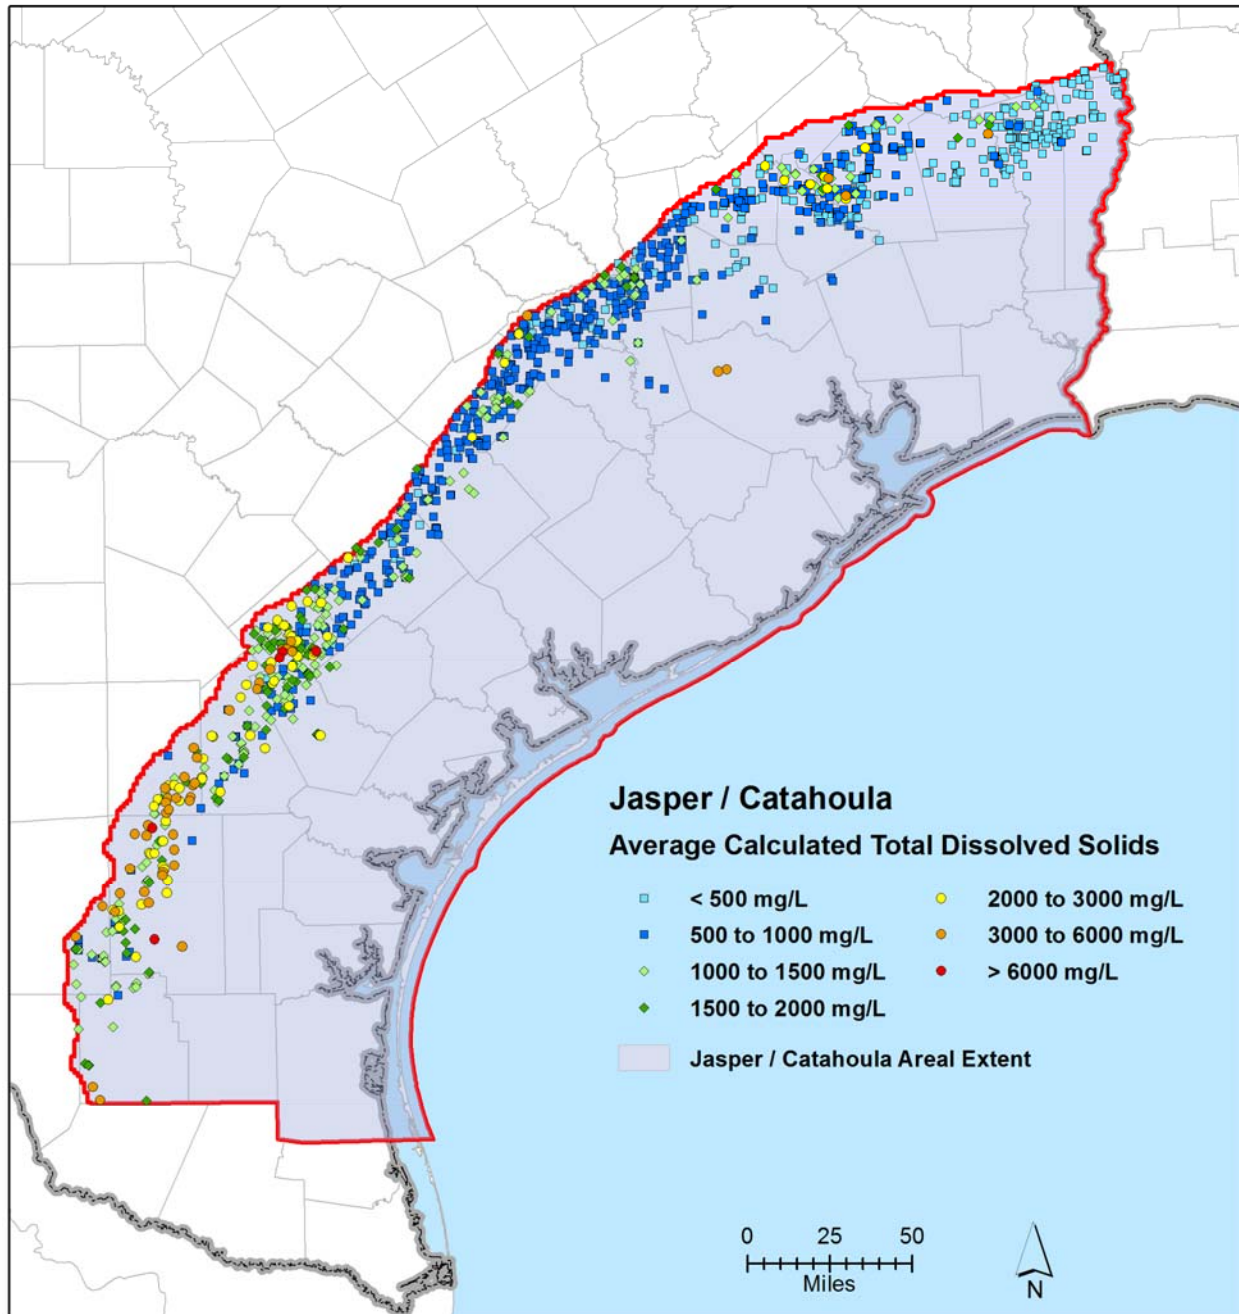 Jasper / Catahoula
Average Calculated Total Dissolved Solids
< 500 mg/L
500 to 1000 mg/L
1000 to 1500 mg/L
1500 to 2000 mg/L
2000 to 3000 mg/L
3000 to 6000 mg/L
> 6000 mg/L
Jasper / Catahoula Areal Extent
0 25 50
Miles
N